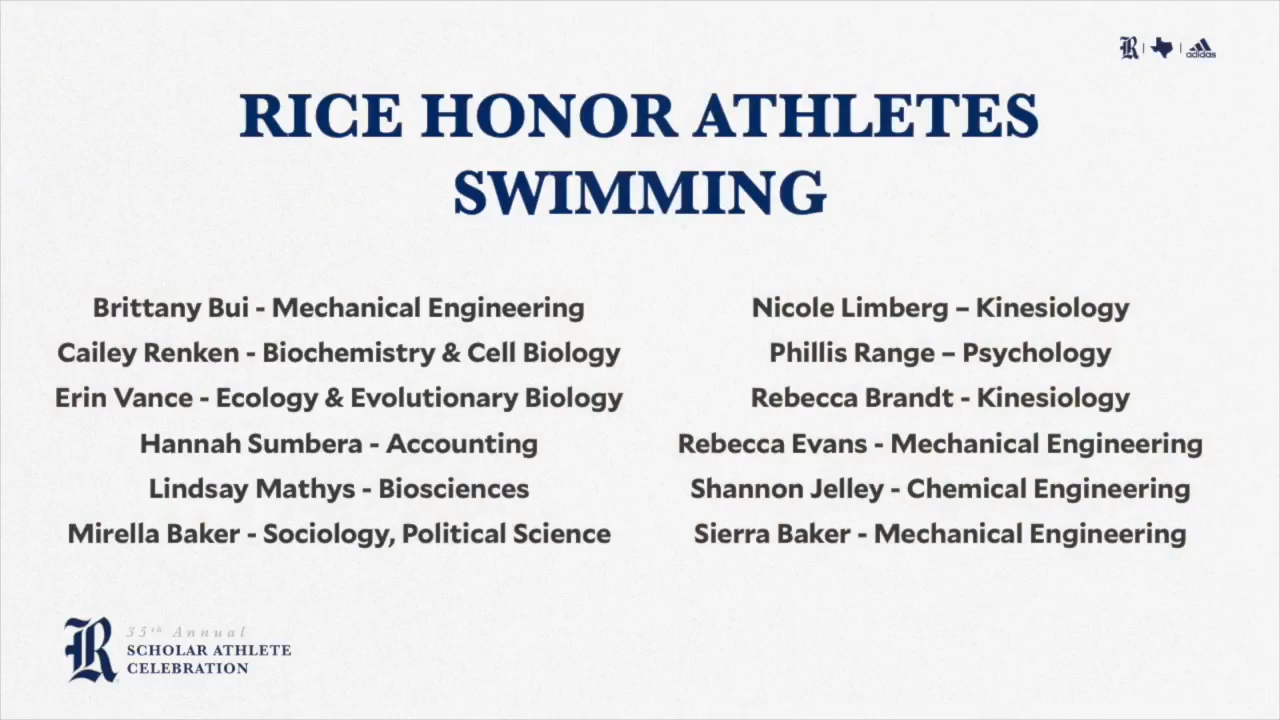 R
adidas
RICE HONOR ATHLETES
SWIMMING
Brittany Bui - Mechanical Engineering
Cailey Renken - Biochemistry & Cell Biology
Erin Vance - Ecology & Evolutionary Biology
Hannah Sumbera - Accounting
Lindsay Mathys - Biosciences
Mirella Baker - Sociology, Political Science
Nicole Limberg – Kinesiology
Phillis Range – Psychology
Rebecca Brandt - Kinesiology
Rebecca Evans - Mechanical Engineering
Shannon Jelley - Chemical Engineering
Sierra Baker - Mechanical Engineering
R
35th Annual
SCHOLAR ATHLETE
CELEBRATION